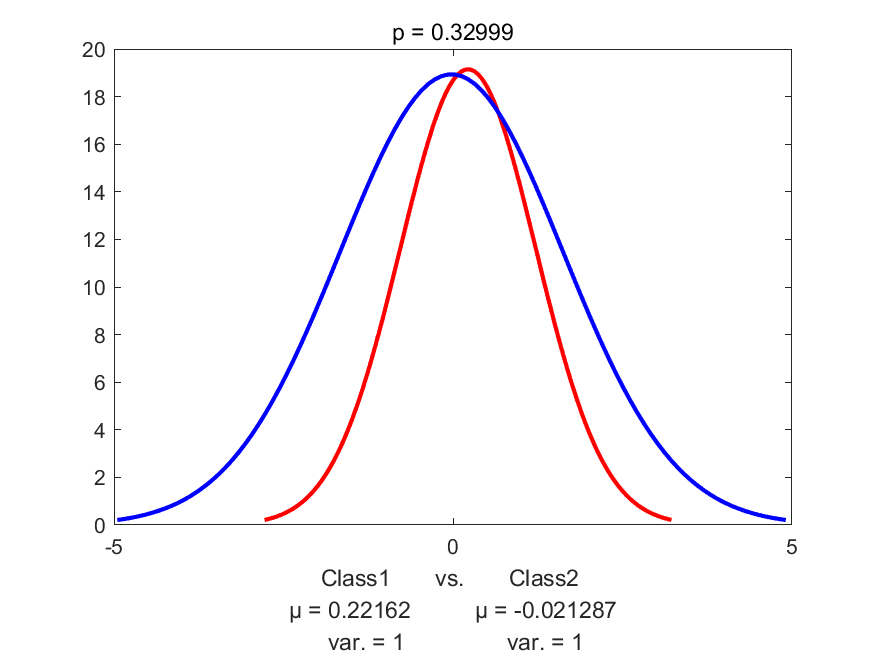 p = 0.32999
20
18
16
14
12
10
8
6
4
2
0
-5 0 5
Class1 vs. Class2
μ = 0.22162 μ = -0.021287
var. = 1 var. = 1